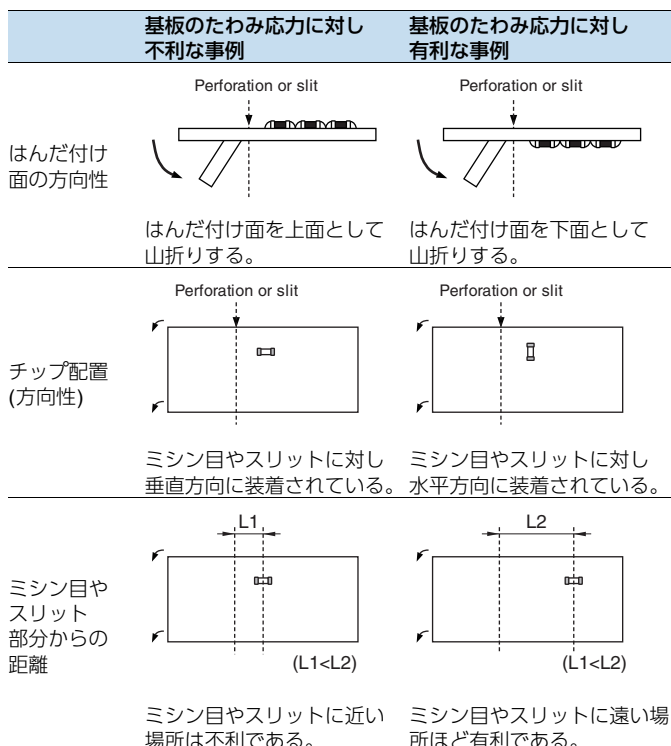 基板のたわみ応力に対し
不利な事例
基板のたわみ応力に対し
有利な事例
はんだ付け
面の方向性
Perforation or slit
はんだ付け面を上面として
山折りする。
Perforation or slit
はんだ付け面を下面として
山折りする。
チップ配置
(方向性)
Perforation or slit
ミシン目やスリットに対し
垂直方向に装着されている。
Perforation or slit
ミシン目やスリットに対し
水平方向に装着されている。
ミシン目や
スリット
部分からの
距離
L1
(L1<L2)
ミシン目やスリットに近い
場所は不利である。
L2
(L1<L2)
ミシン目やスリットに遠い場
所ほど有利である。